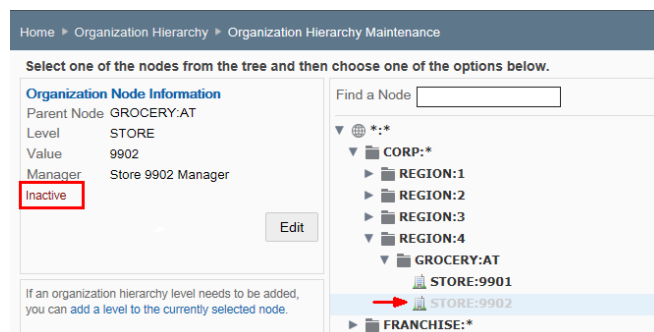 Home ▸ Organization Hierarchy ▸ Organization Hierarchy Maintenance
Select one of the nodes from the tree and then choose one of the options below.
Organization Node Information
Parent Node GROCERY:AT
Level STORE
Value 9902
Manager Store 9902 Manager
Inactive
Edit
If an organization hierarchy level needs to be added,
you can add a level to the currently selected node.
Find a Node
*:*
CORP:*
REGION:1
REGION:2
REGION:3
REGION:4
GROCERY:AT
STORE:9901
STORE:9902
FRANCHISE:*